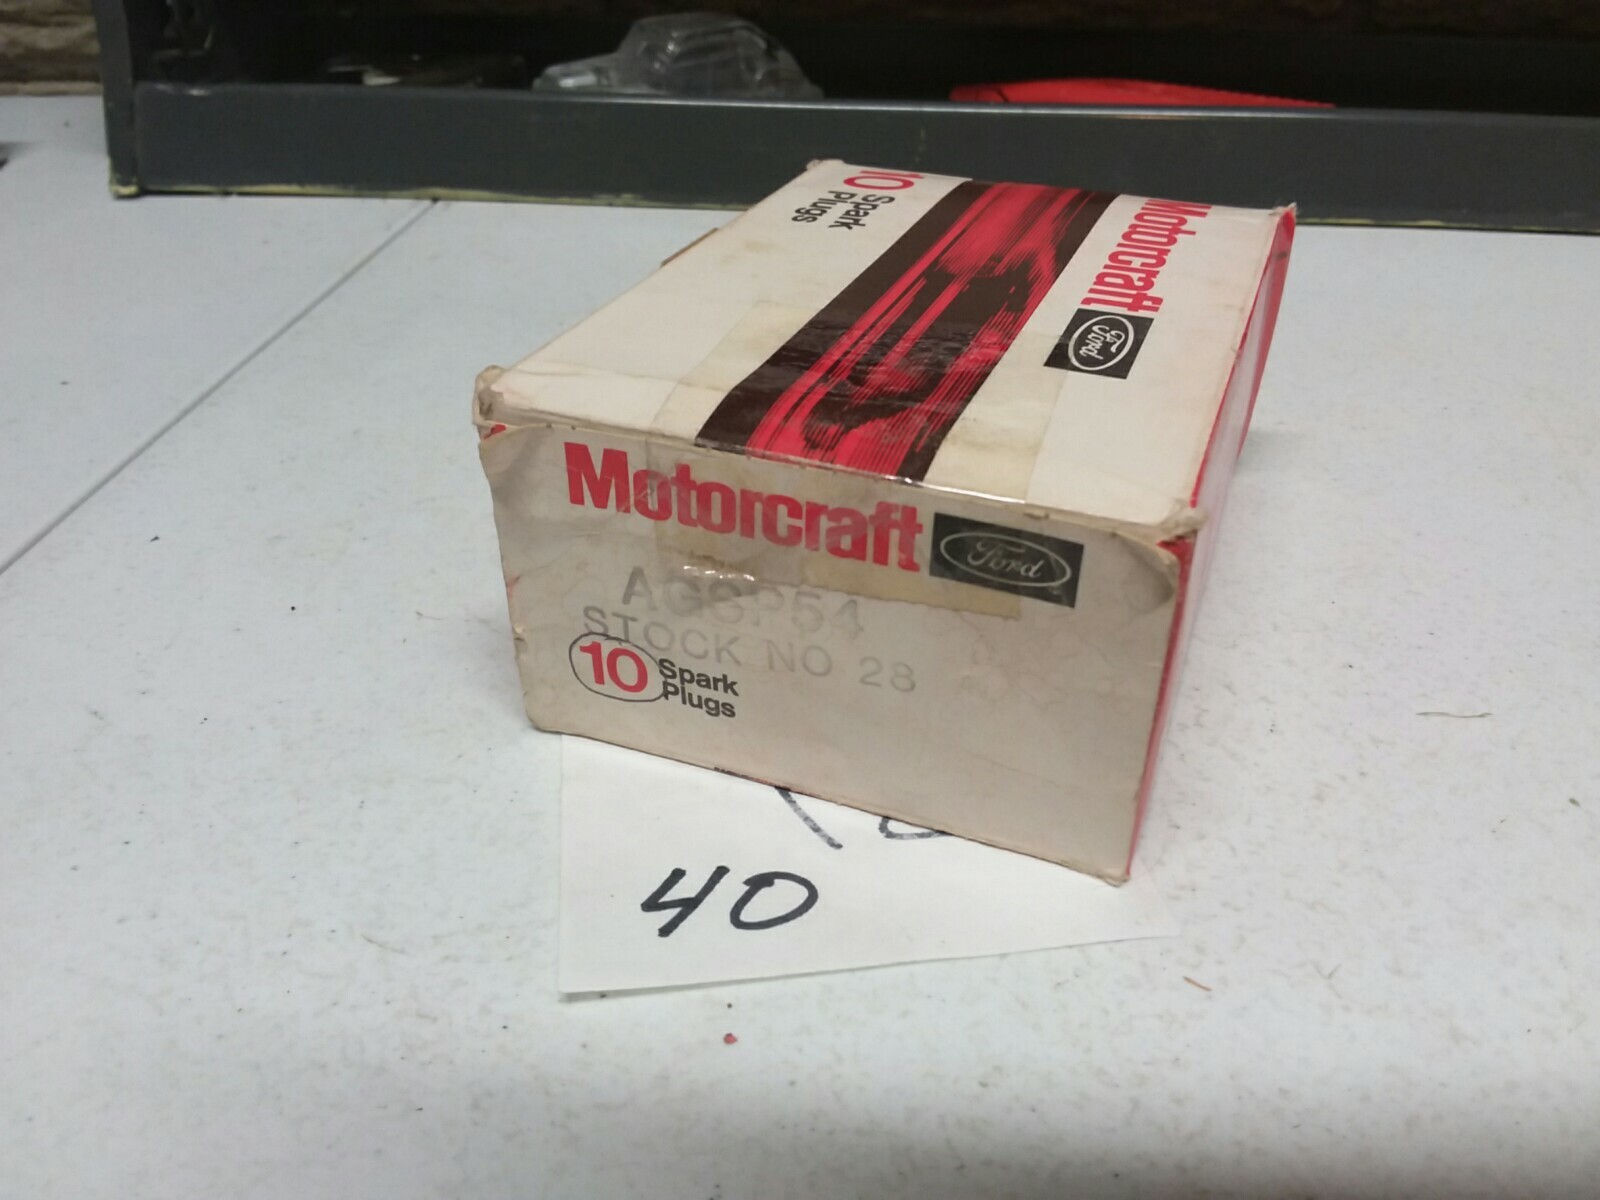 10 Spark
Plugs
Motorcraft
Ford
Motorcraft Ford
AGSP54
STOCK NO 28
10 Spark
Plugs
40